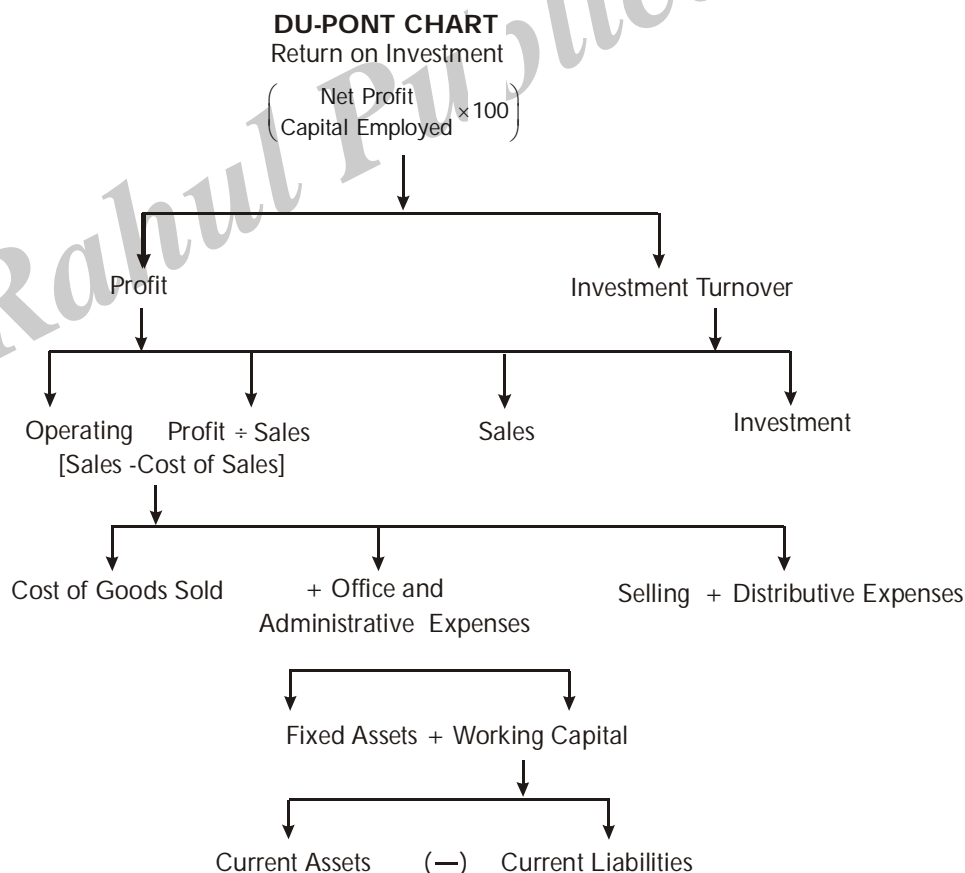 DU-PONT CHART
Return on Investment
(Net Profit
Capital Employed ×100)
Profit
Investment Turnover
Operating Profit ÷ Sales
[Sales -Cost of Sales]
Sales
Investment
Cost of Goods Sold
+ Office and
Administrative Expenses
Selling + Distributive Expenses
Fixed Assets + Working Capital
Current Assets (—) Current Liabilities
Rahul